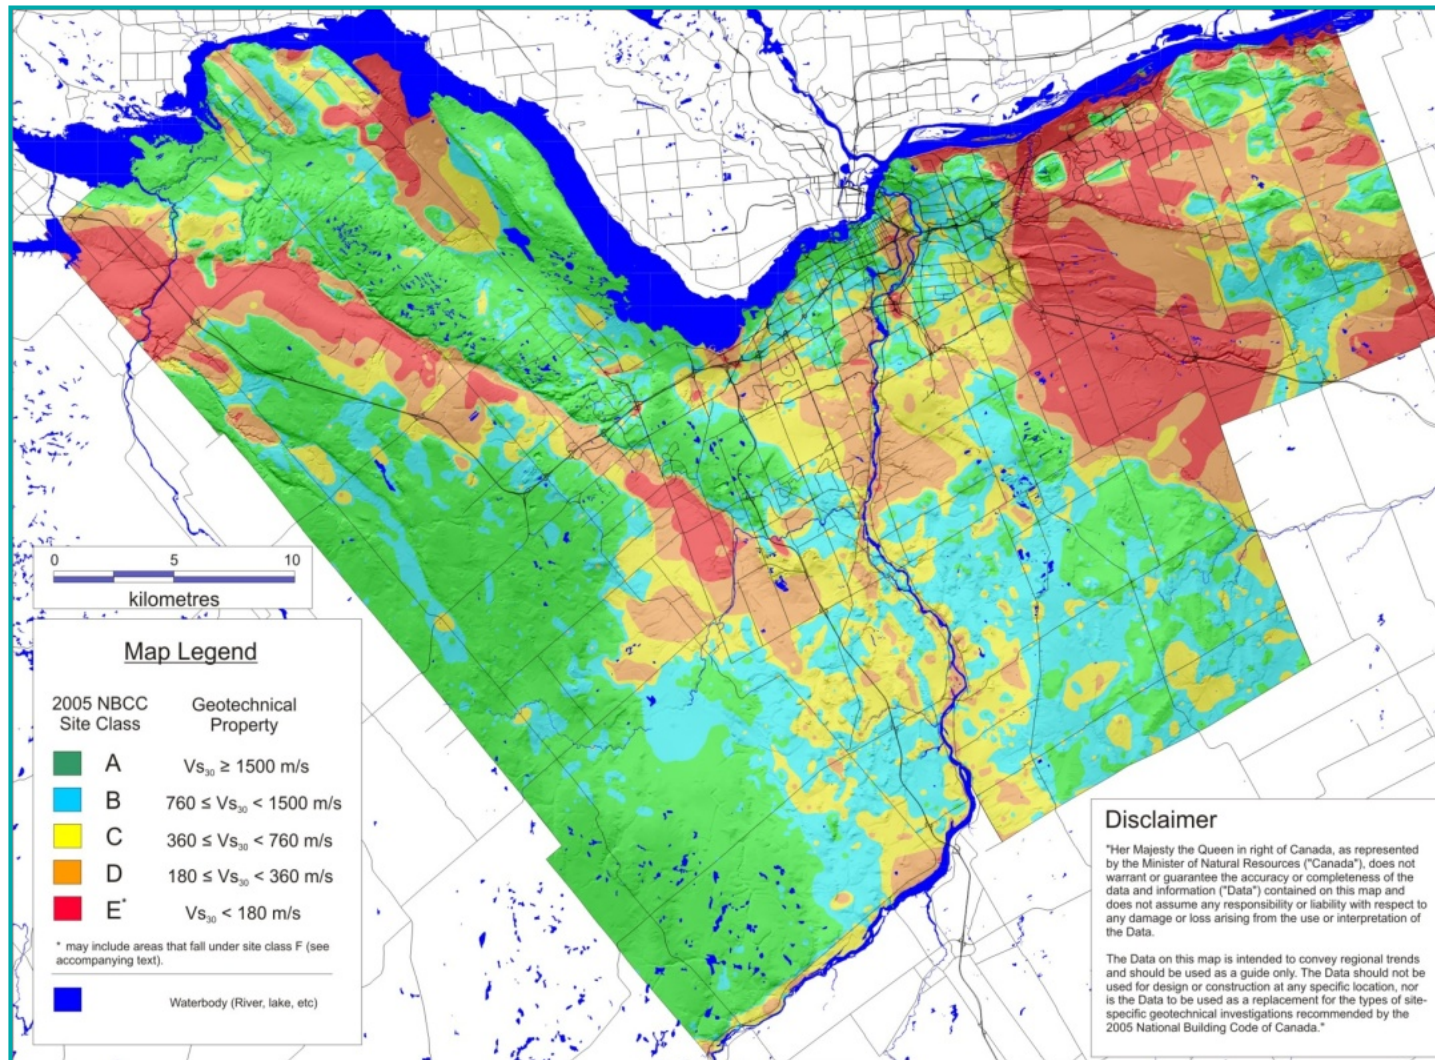 0 5 10
kilometres
Map Legend
2005 NBCC Geotechnical
Site Class Property
A Vs30 ≥ 1500 m/s
B 760 ≤ Vs30 < 1500 m/s
C 360 ≤ Vs30 < 760 m/s
D 180 ≤ Vs30 < 360 m/s
E* Vs30 < 180 m/s
* may include areas that fall under site class F (see
accompanying text).
Waterbody (River, lake, etc)
Disclaimer
"Her Majesty the Queen in right of Canada, as represented
by the Minister of Natural Resources ("Canada"), does not
warrant or guarantee the accuracy or completeness of the
data and information ("Data") contained on this map and
does not assume any responsibility or liability with respect to
any damage or loss arising from the use or interpretation of
the Data.
The Data on this map is intended to convey regional trends
and should be used as a guide only. The Data should not be
used for design or construction at any specific location, nor
is the Data to be used as a replacement for the types of site-
specific geotechnical investigations recommended by the
2005 National Building Code of Canada."